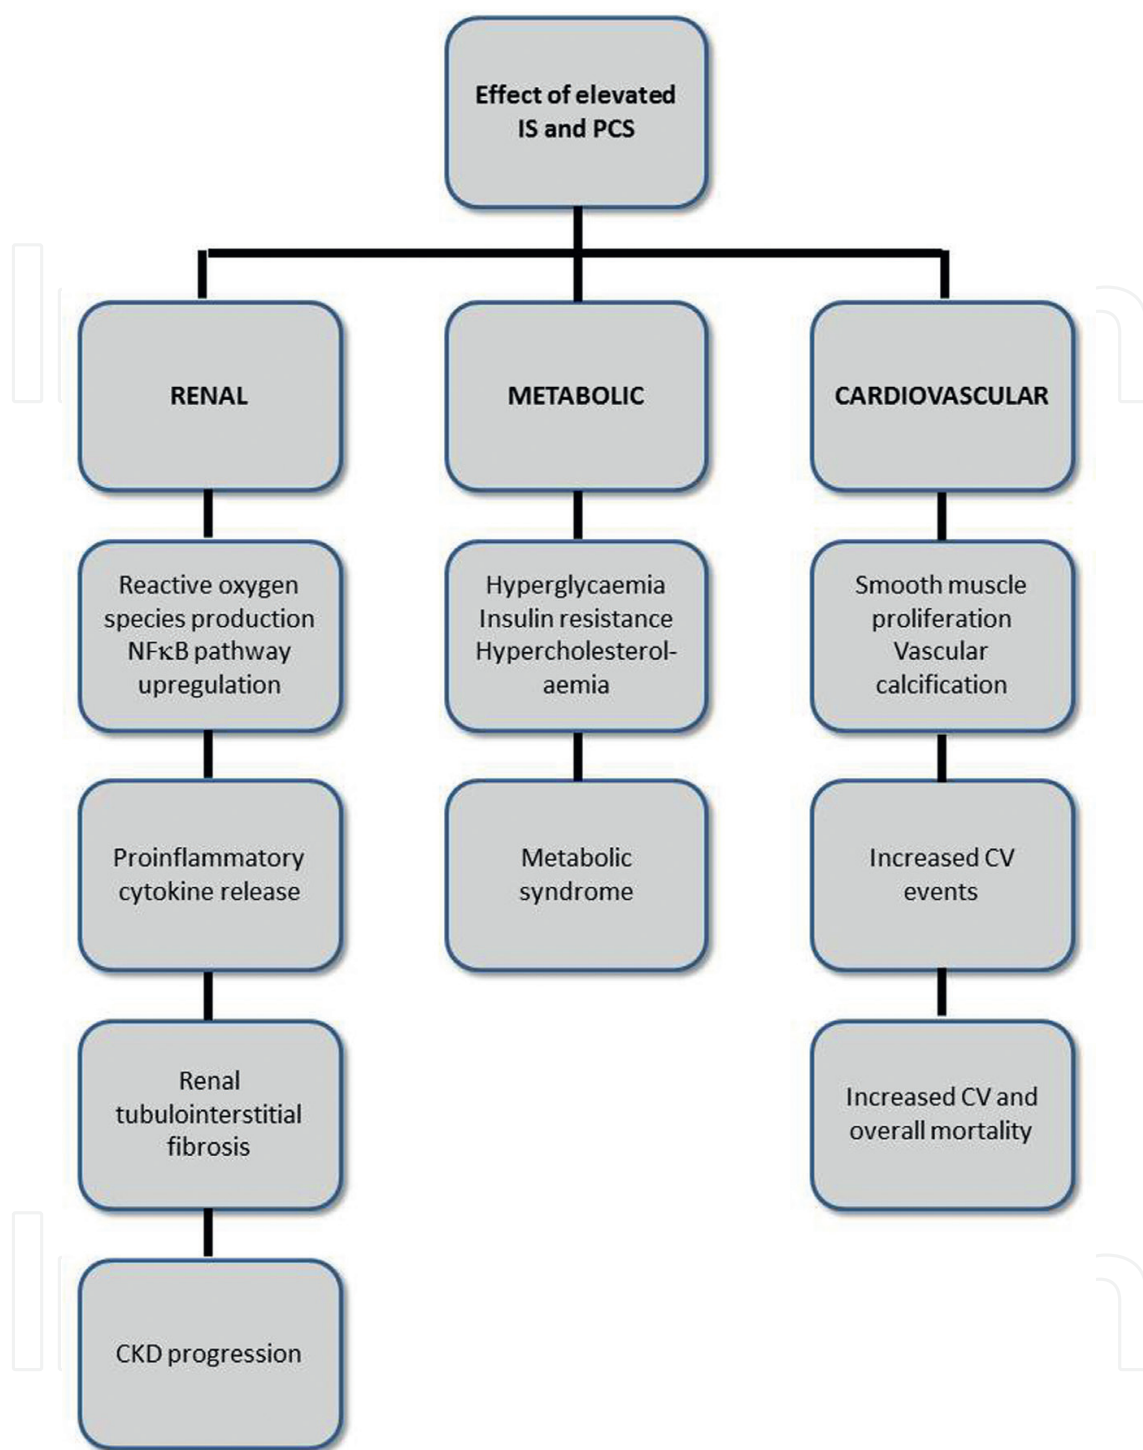 Effect of elevated
IS and PCS
RENAL
METABOLIC
CARDIOVASCULAR
Reactive oxygen
species production
NFκB pathway
upregulation
Hyperglycaemia
Insulin resistance
Hypercholesterol-
aemia
Smooth muscle
proliferation
Vascular
calcification
Proinflammatory
cytokine release
Metabolic
syndrome
Increased CV
events
Renal
tubulointerstitial
fibrosis
Increased CV and
overall mortality
CKD progression